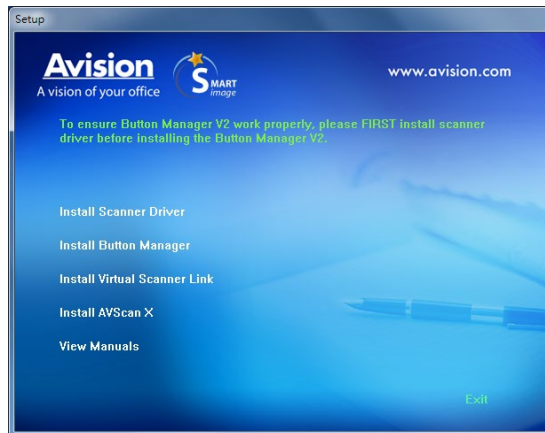 Setup
Avision
A vision of your office
SMART
image
www.avision.com
To ensure Button Manager V2 work properly, please FIRST install scanner
driver before installing the Button Manager V2.
Install Scanner Driver
Install Button Manager
Install Virtual Scanner Link
Install AVScan X
View Manuals
Exit